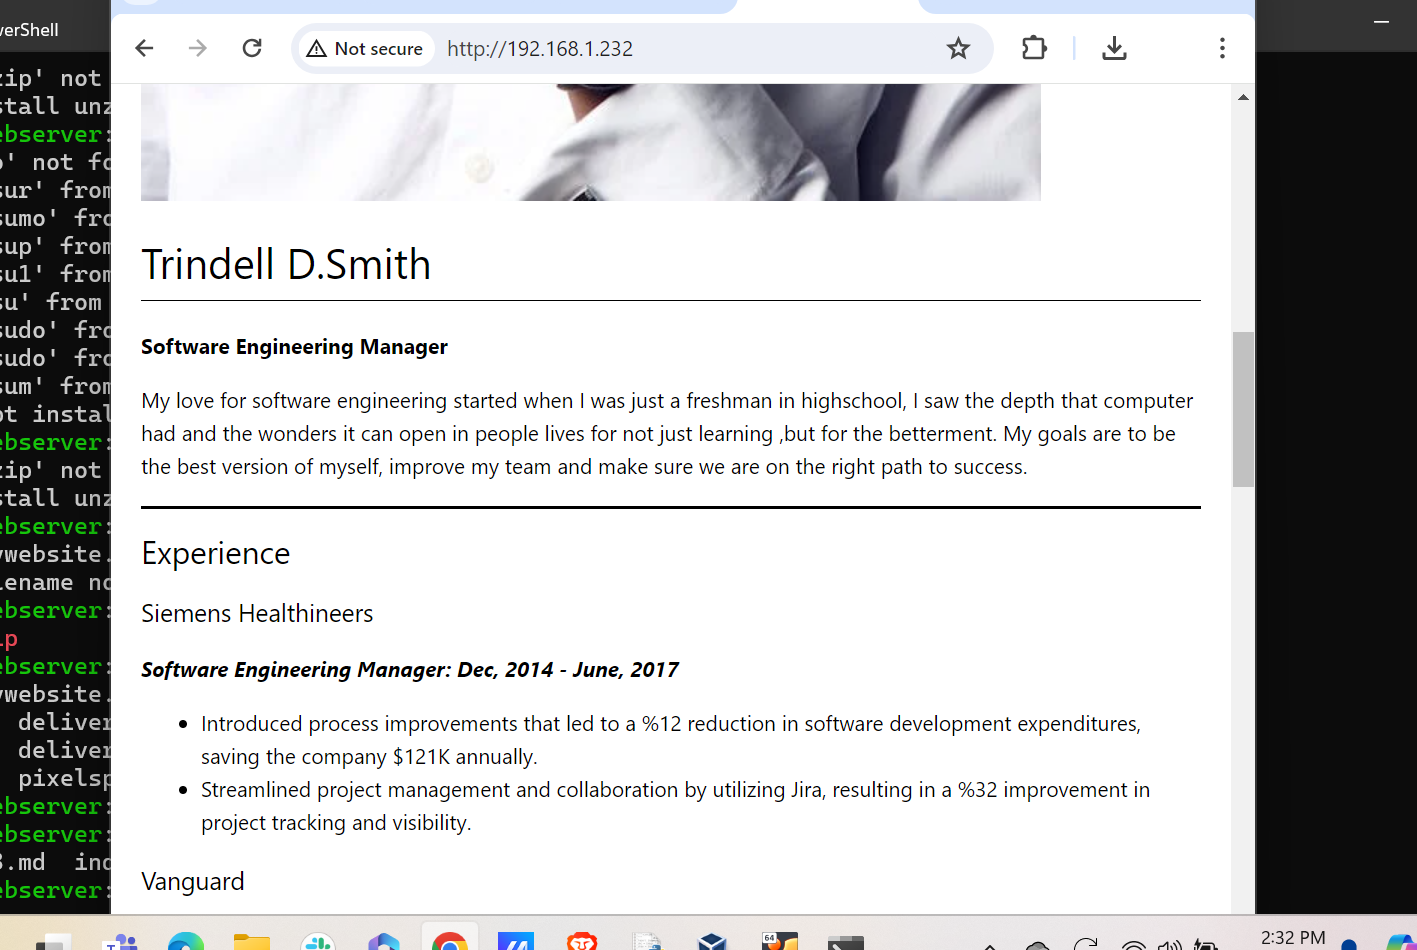 verShell
Not secure
http://192.168.1.232
zip' not
stall unz
ebserver:
o' not fo
sur' from
sumo' fro
sup' from
su1' from
su' from
sudo' fro
sudo' fro
sum' from
pt instal
ebserver:
zip' not
stall unz
ebserver:
ywebsite.
lename no
ebserver:
ip
ebserver:
ywebsite.
deliver
deliver
pixelsp
ebserver:
ebserver:
3.md ind
ebserver:
Trindell D.Smith
Software Engineering Manager
My love for software engineering started when I was just a freshman in highschool, I saw the depth that computer
had and the wonders it can open in people lives for not just learning ,but for the betterment. My goals are to be
the best version of myself, improve my team and make sure we are on the right path to success.
Experience
Siemens Healthineers
Software Engineering Manager: Dec, 2014 - June, 2017
• Introduced process improvements that led to a %12 reduction in software development expenditures,
saving the company $121K annually.
• Streamlined project management and collaboration by utilizing Jira, resulting in a %32 improvement in
project tracking and visibility.
Vanguard
64
2:32 PM